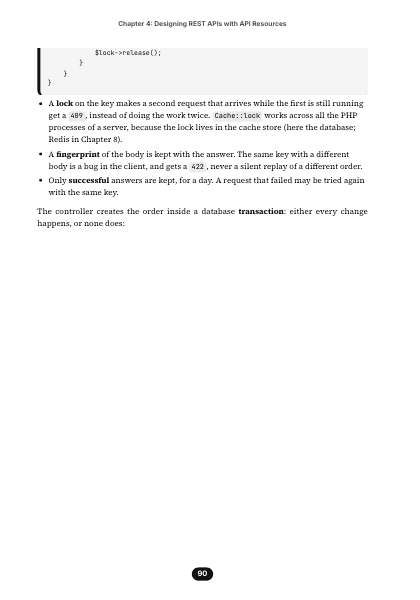 Chapter 4: Designing REST APIs with API Resources
$lock->release();
}
}
}
• A lock on the key makes a second request that arrives while the first is still running
get a 409, instead of doing the work twice. Cache::lock works across all the PHP
processes of a server, because the lock lives in the cache store (here the database;
Redis in Chapter 8).
• A fingerprint of the body is kept with the answer. The same key with a different
body is a bug in the client, and gets a 422, never a silent replay of a different order.
• Only successful answers are kept, for a day. A request that failed may be tried again
with the same key.
The controller creates the order inside a database transaction: either every change
happens, or none does:
90